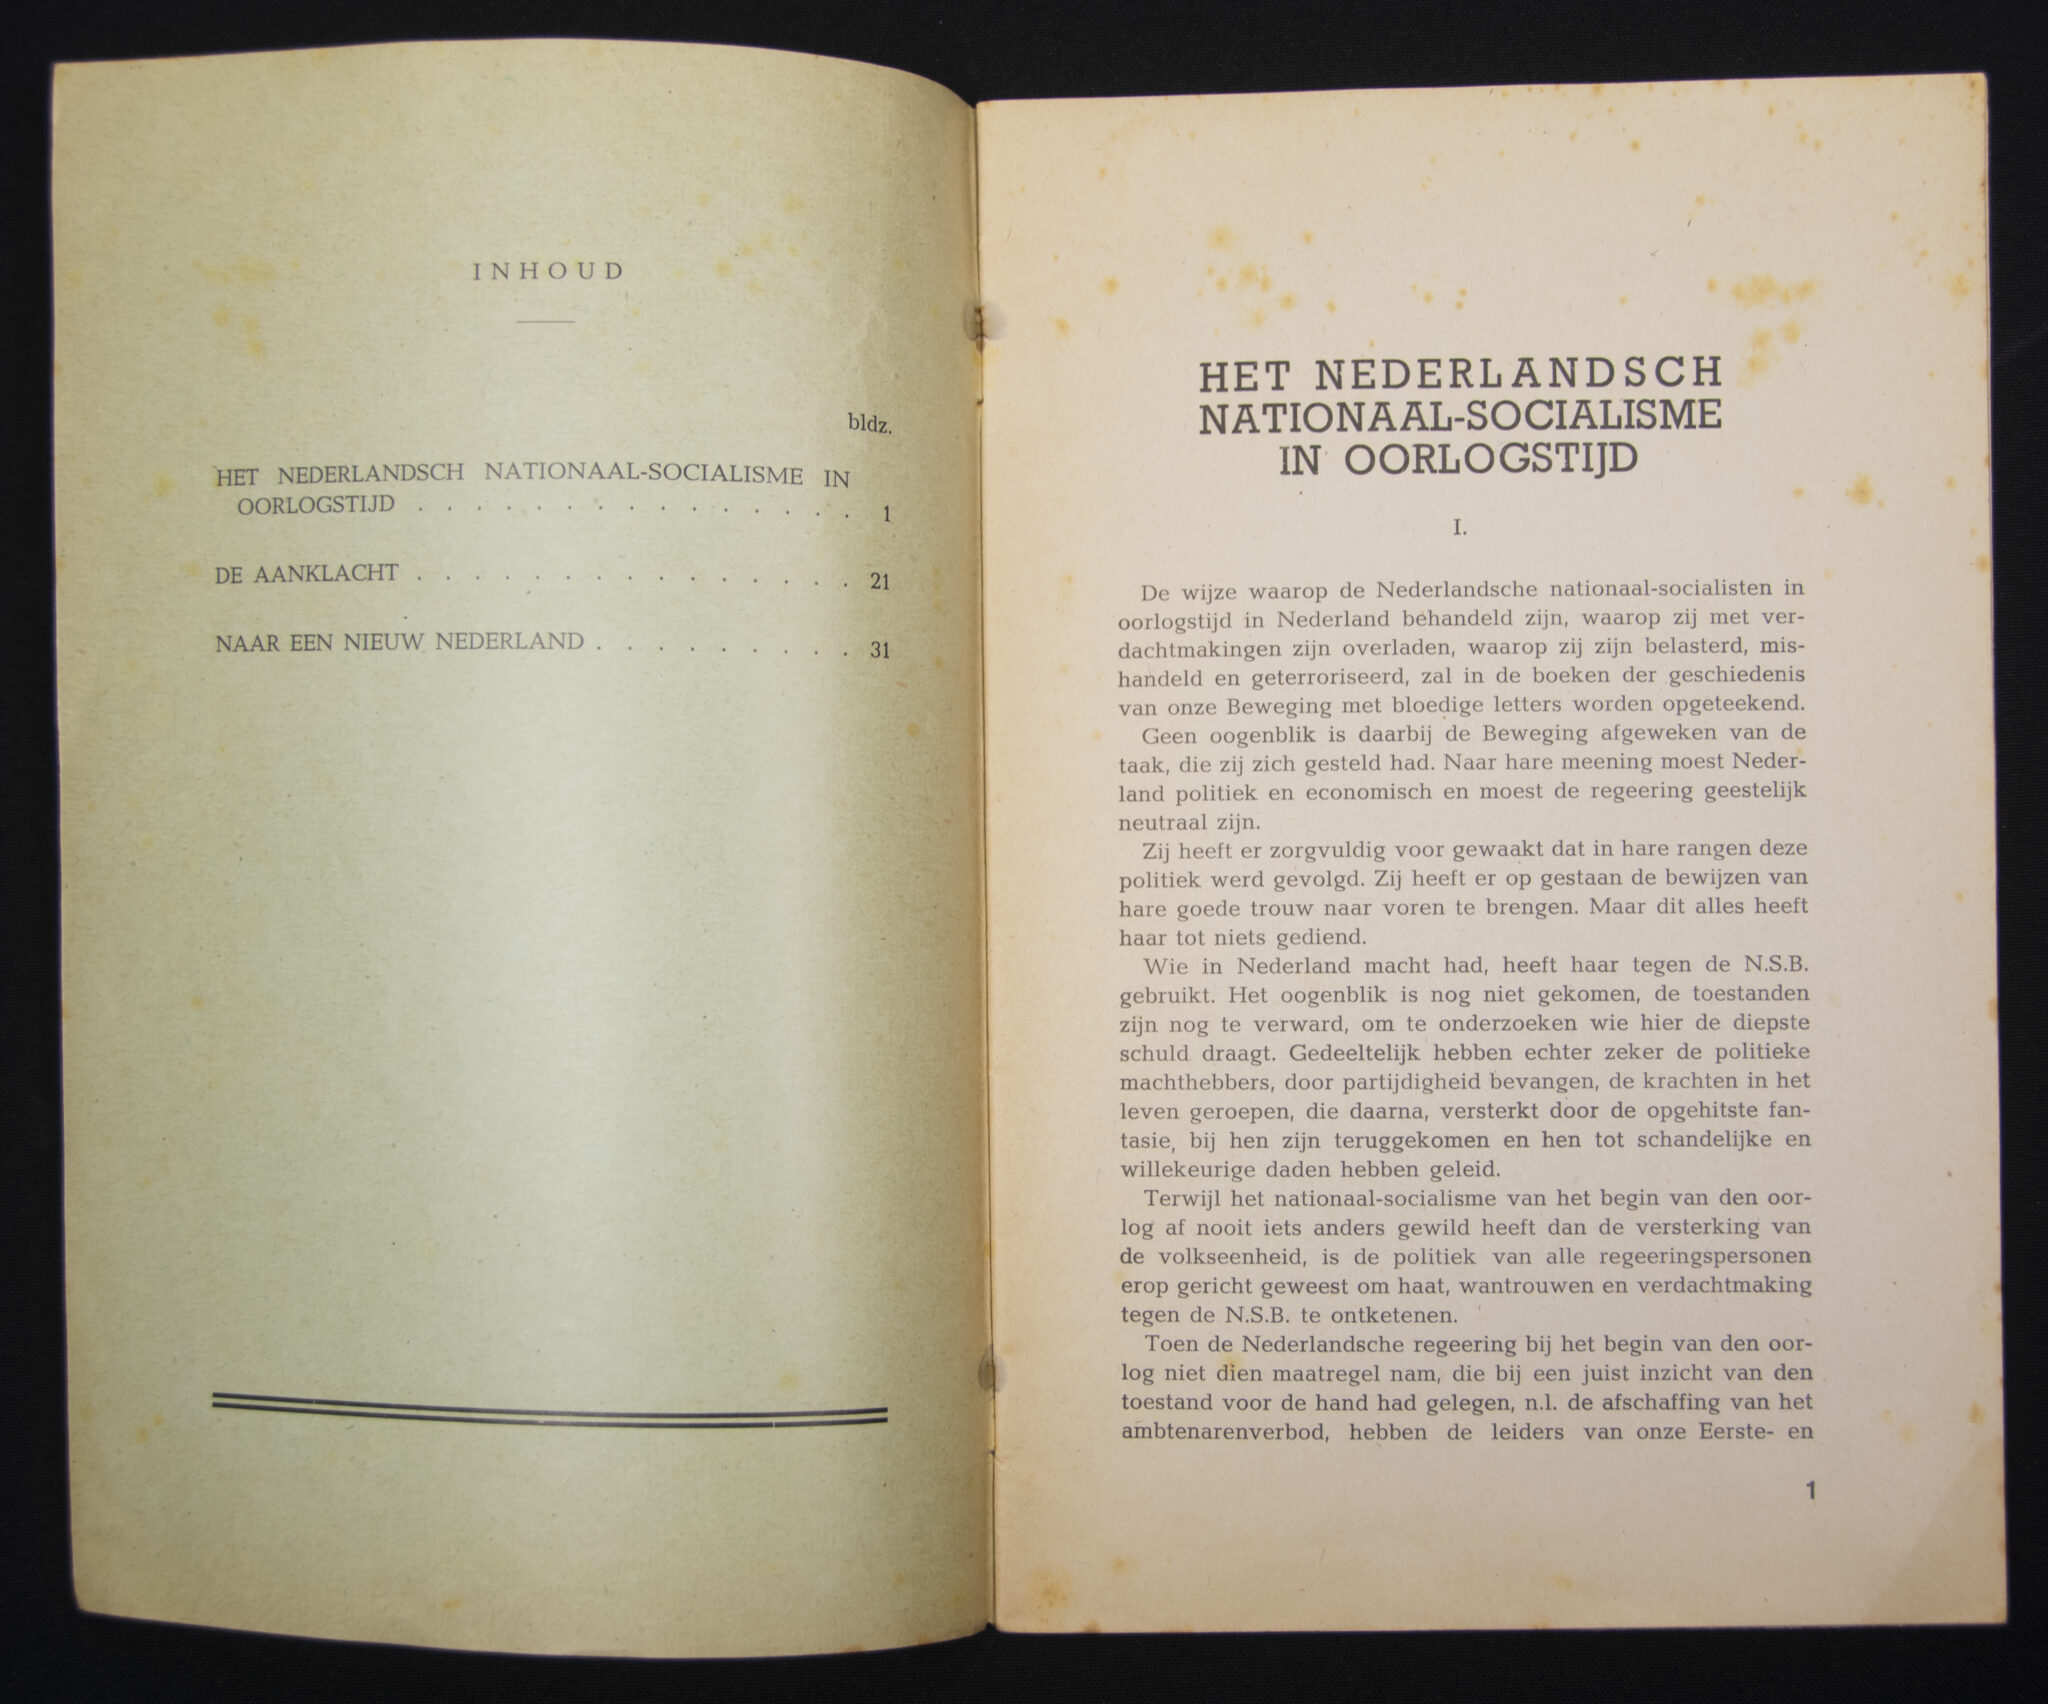 INHOUD
bldz.
HET NEDERLANDSCH NATIONAAL-SOCIALISME IN
OORLOGSTIJD . . . . . . . . . . . . . . . 1
DE AANKLACHT . . . . . . . . . . . . . . . 21
NAAR EEN NIEUW NEDERLAND . . . . . . . . . 31
HET NEDERLANDSCH
NATIONAAL-SOCIALISME
IN OORLOGSTIJD
I.
De wijze waarop de Nederlandsche nationaal-socialisten in
oorlogstijd in Nederland behandeld zijn, waarop zij met ver-
dachtmakingen zijn overladen, waarop zij zijn belasterd, mis-
handeld en geterroriseerd, zal in de boeken der geschiedenis
van onze Beweging met bloedige letters worden opgeteekend.
Geen oogenblik is daarbij de Beweging afgeweken van de
taak, die zij zich gesteld had. Naar hare meening moest Neder-
land politiek en economisch en moest de regeering geestelijk
neutraal zijn.
Zij heeft er zorgvuldig voor gewaakt dat in hare rangen deze
politiek werd gevolgd. Zij heeft er op gestaan de bewijzen van
hare goede trouw naar voren te brengen. Maar dit alles heeft
haar tot niets gediend.
Wie in Nederland macht had, heeft haar tegen de N.S.B.
gebruikt. Het oogenblik is nog niet gekomen, de toestanden
zijn nog te verward, om te onderzoeken wie hier de diepste
schuld draagt. Gedeeltelijk hebben echter zeker de politieke
machthebbers, door partijdigheid bevangen, de krachten in het
leven geroepen, die daarna, versterkt door de opgehitste fan-
tasie, bij hen zijn teruggekomen en hen tot schandelijke en
willekeurige daden hebben geleid.
Terwijl het nationaal-socialisme van het begin van den oor-
log af nooit iets anders gewild heeft dan de versterking van
de volkseenheid, is de politiek van alle regeeringspersonen
erop gericht geweest om haat, wantrouwen en verdachtmaking
tegen de N.S.B. te ontketenen.
Toen de Nederlandsche regeering bij het begin van den oor-
log niet dien maatregel nam, die bij een juist inzicht van den
toestand voor de hand had gelegen, n.l. de afschaffing van het
ambtenarenverbod, hebben de leiders van onze Eerste- en
1